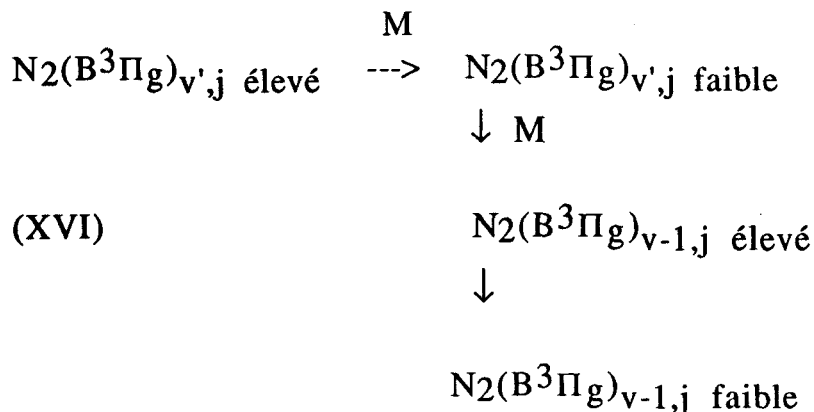 M
N2(B³Πg)v',j élevé ---> N2(B³Πg)v',j faible
↓ M
(XVI) N2(B³Πg)v-1,j élevé
↓
N2(B³Πg)v-1,j faible